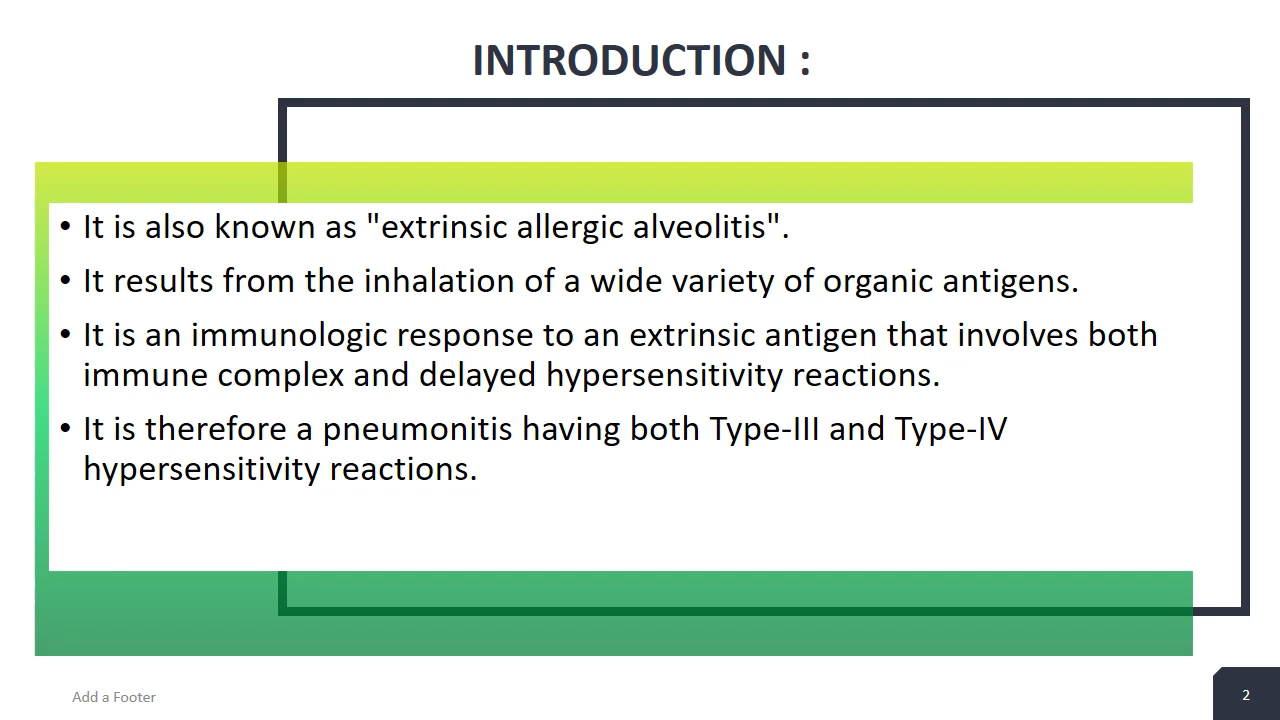 INTRODUCTION :
• It is also known as "extrinsic allergic alveolitis".
• It results from the inhalation of a wide variety of organic antigens.
• It is an immunologic response to an extrinsic antigen that involves both
immune complex and delayed hypersensitivity reactions.
• It is therefore a pneumonitis having both Type-III and Type-IV
hypersensitivity reactions.
Add a Footer
2